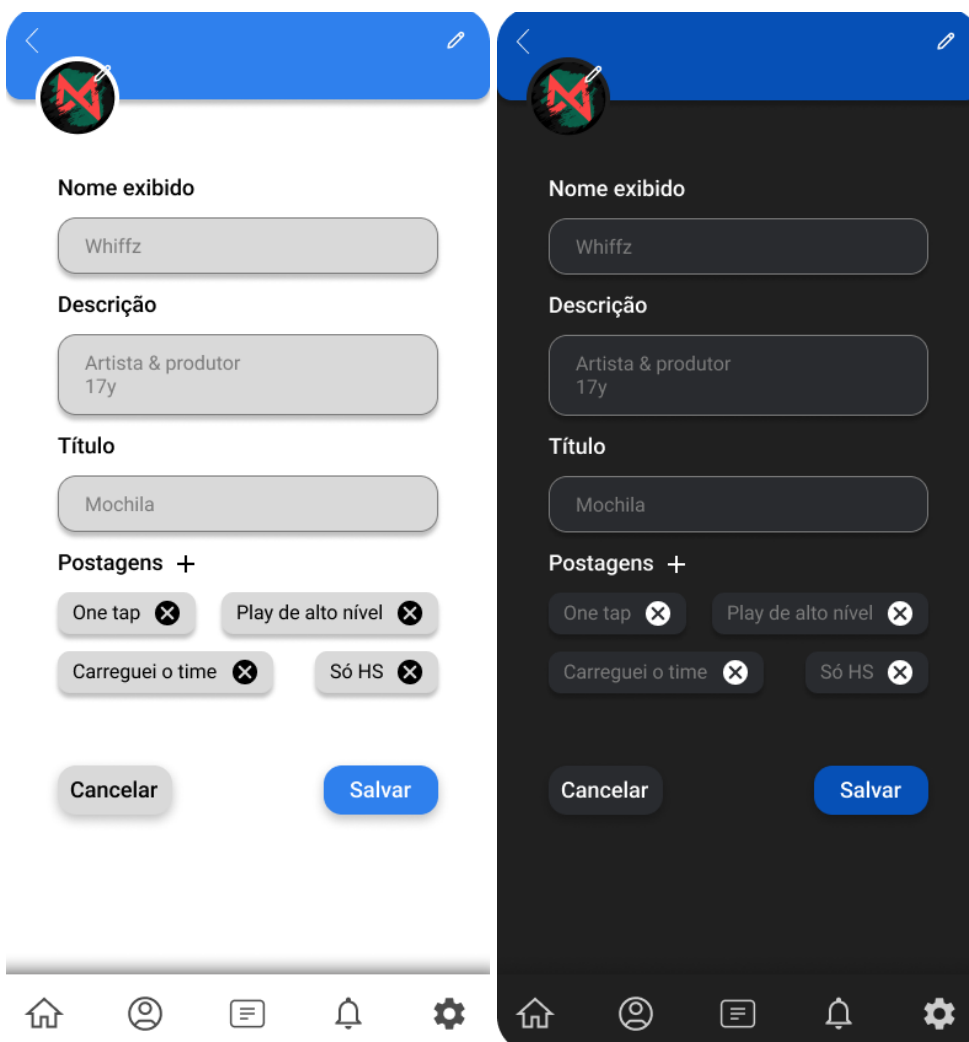 Nome exibido
Whiffz
Descrição
Artista & produtor
17y
Título
Mochila
Postagens +
One tap
Play de alto nível
Carreguei o time
Só HS
Cancelar
Salvar
Nome exibido
Whiffz
Descrição
Artista & produtor
17y
Título
Mochila
Postagens +
One tap
Play de alto nível
Carreguei o time
Só HS
Cancelar
Salvar